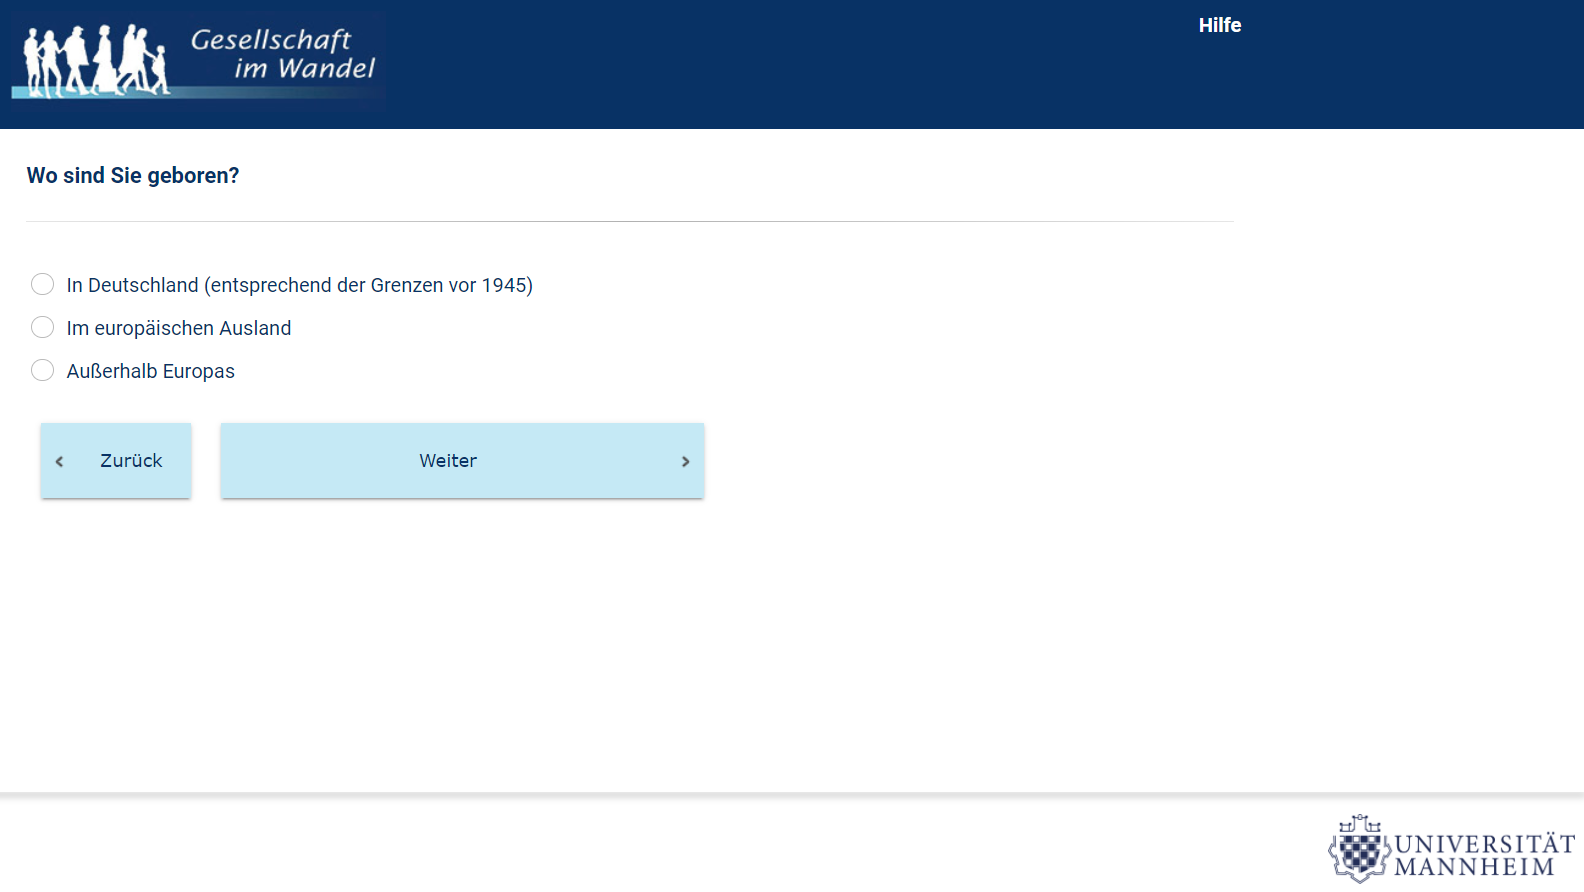 Gesellschaft
im Wandel
Hilfe
Wo sind Sie geboren?
In Deutschland (entsprechend der Grenzen vor 1945)
Im europäischen Ausland
Außerhalb Europas
Zurück
Weiter
UNIVERSITÄT
MANNHEIM